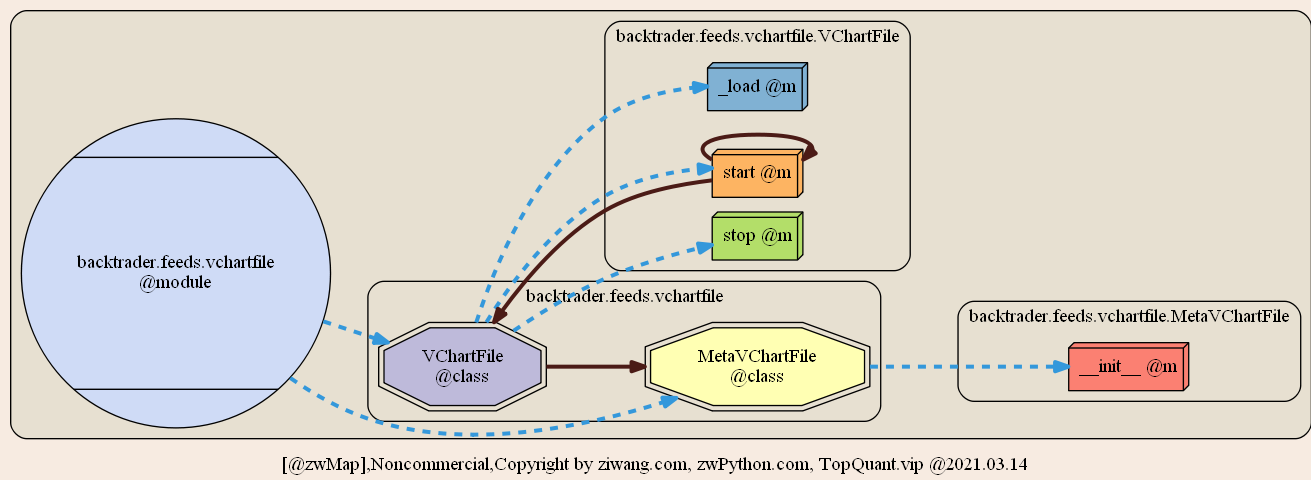 backtrader.feeds.vchartfile.VChartFile
_load @m
start @m
stop @m
backtrader.feeds.vchartfile
@module
backtrader.feeds.vchartfile
VChartFile
@class
MetaVChartFile
@class
backtrader.feeds.vchartfile.MetaVChartFile
__init__ @m
[@zwMap],Noncommercial,Copyright by ziwang.com, zwPython.com, TopQuant.vip @2021.03.14